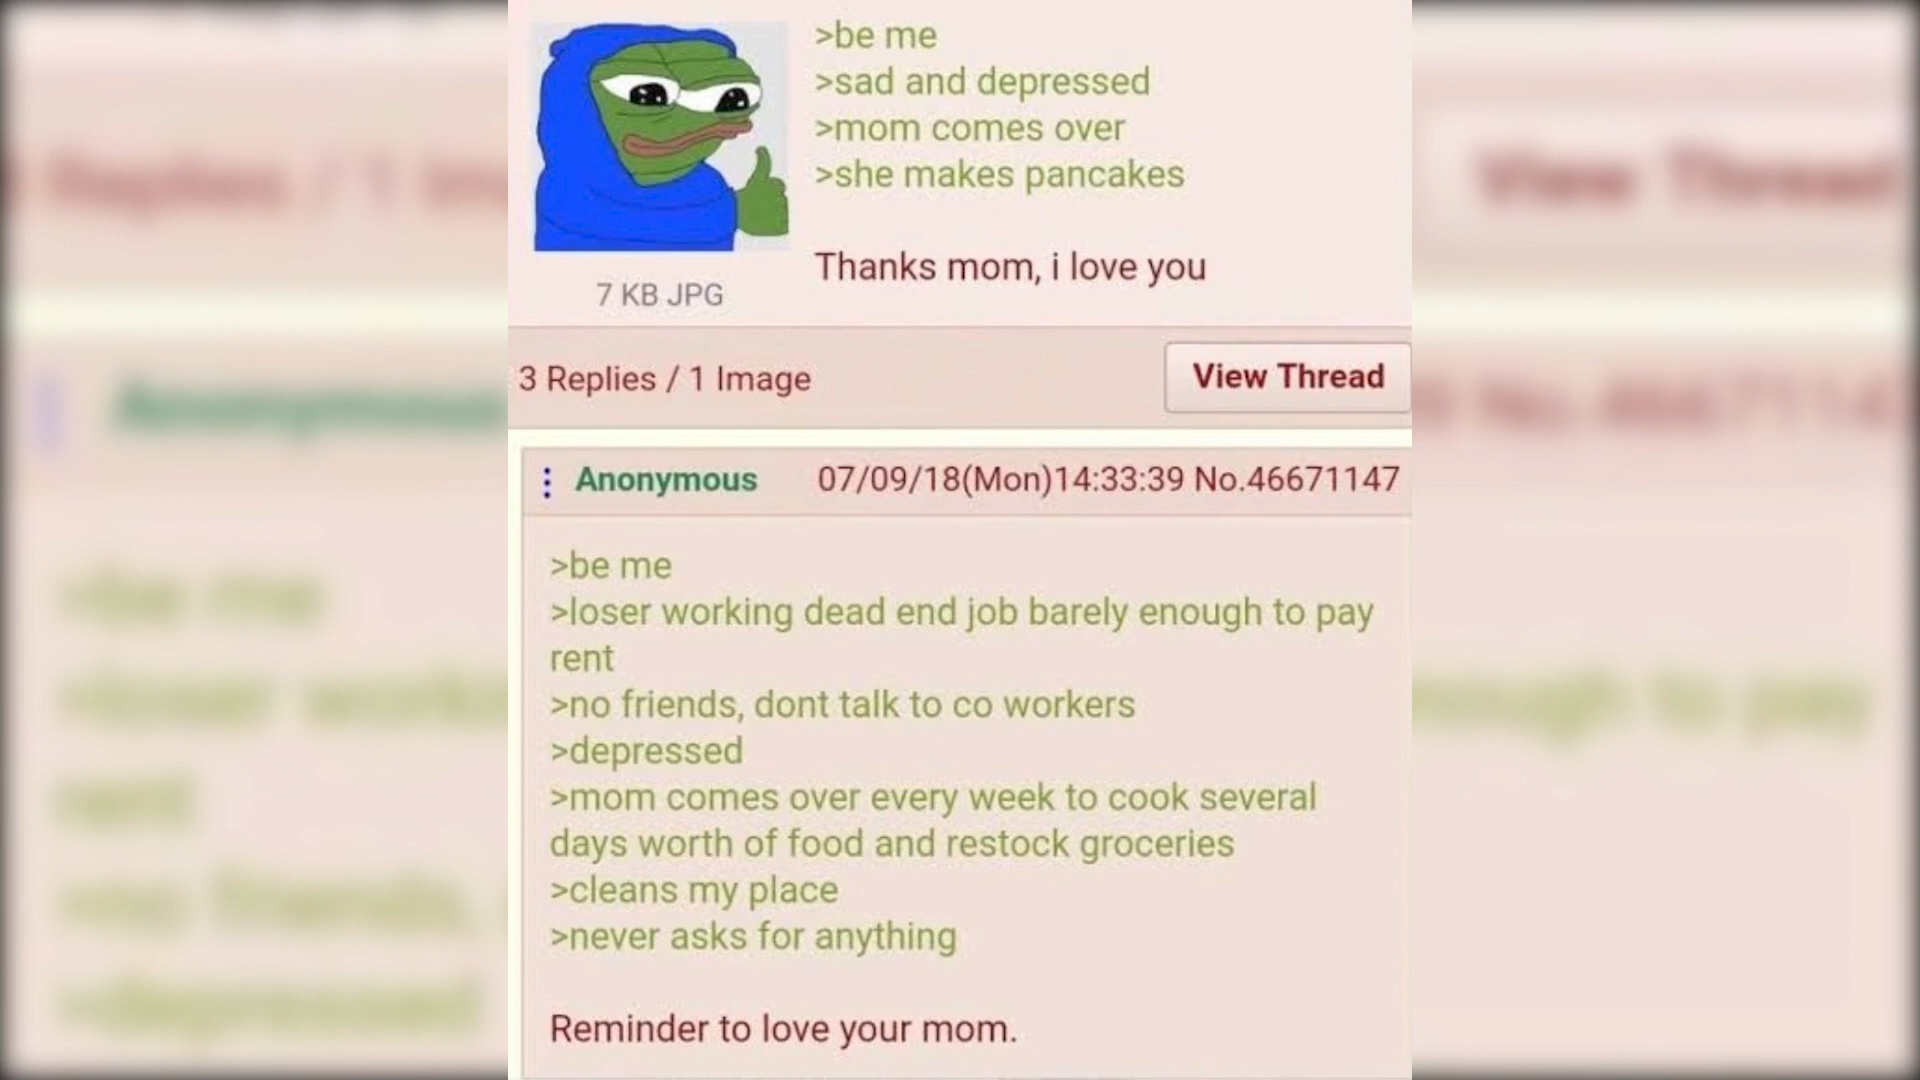 >be me
>sad and depressed
>mom comes over
>she makes pancakes
Thanks mom, i love you
7 KB JPG
3 Replies / 1 Image
View Thread
Anonymous 07/09/18(Mon)14:33:39 No.46671147
>be me
>loser working dead end job barely enough to pay
rent
>no friends, dont talk to co workers
>depressed
>mom comes over every week to cook several
days worth of food and restock groceries
>cleans my place
>never asks for anything
Reminder to love your mom.